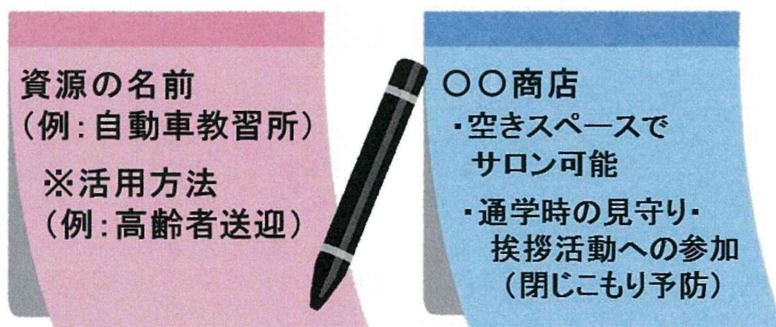 資源の名前
（例：自動車教習所）
※活用方法
（例：高齢者送迎）
〇〇商店
・空きスペースで
サロン可能
・通学時の見守り・
挨拶活動への参加
（閉じこもり予防）